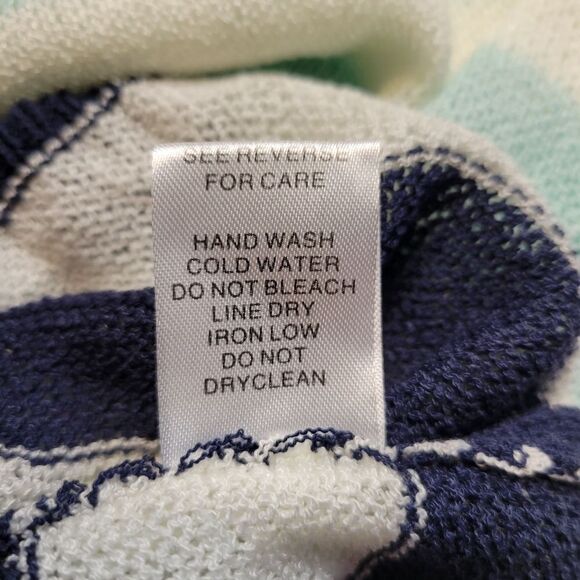 SEE REVERSE
FOR CARE
HAND WASH
COLD WATER
DO NOT BLEACH
LINE DRY
IRON LOW
DO NOT
DRYCLEAN